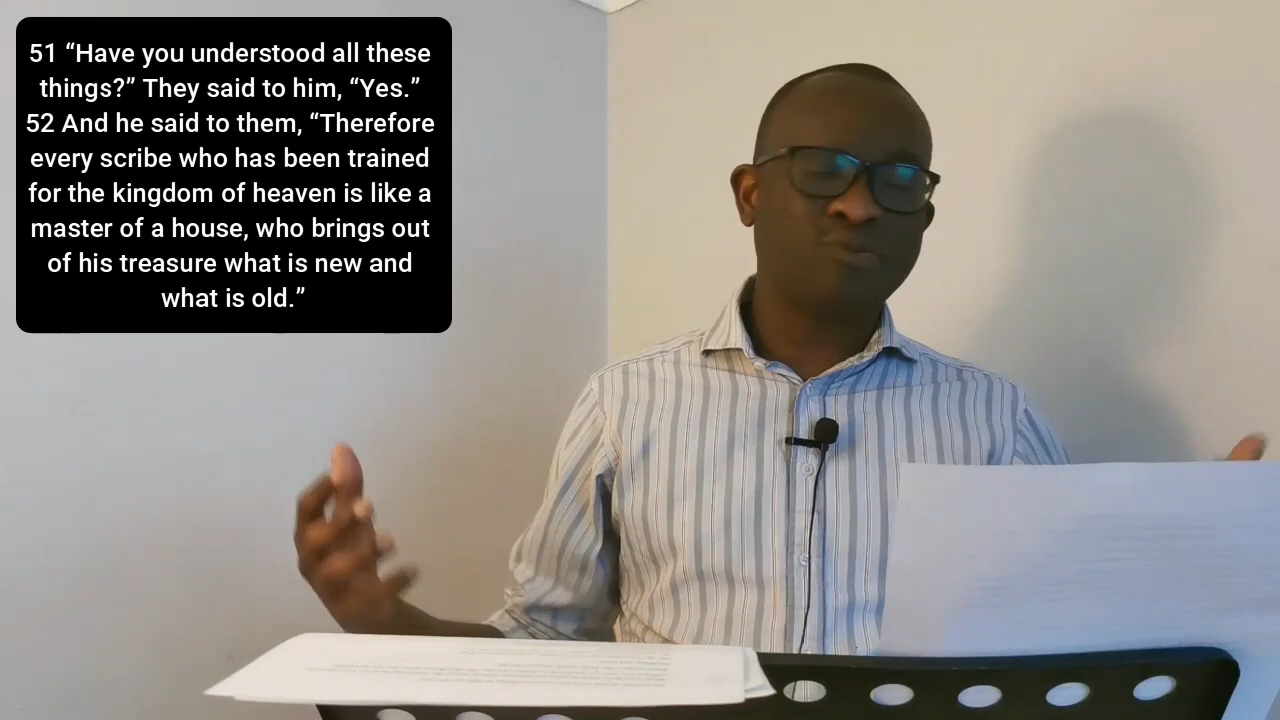 51 “Have you understood all these
things?” They said to him, “Yes.”
52 And he said to them, “Therefore
every scribe who has been trained
for the kingdom of heaven is like a
master of a house, who brings out
of his treasure what is new and
what is old.”